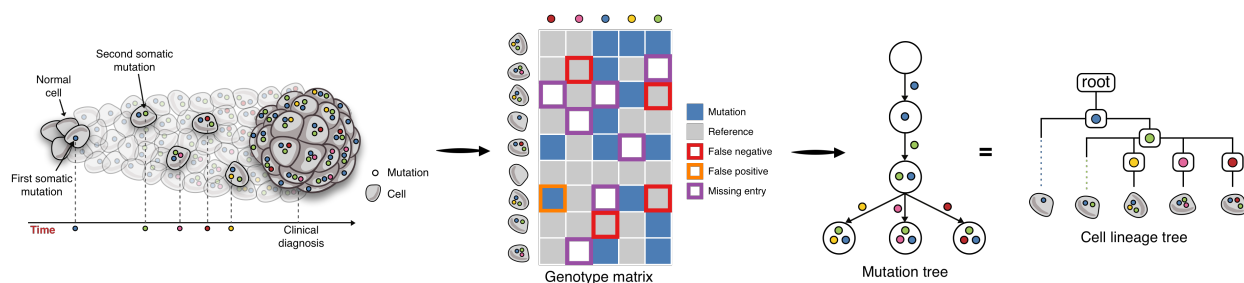 Second somatic
mutation
Normal
cell
First somatic
mutation
Mutation
Cell
Time
Clinical
diagnosis
Mutation
Reference
False negative
False positive
Missing entry
Genotype matrix
Mutation tree
=
root
Cell lineage tree